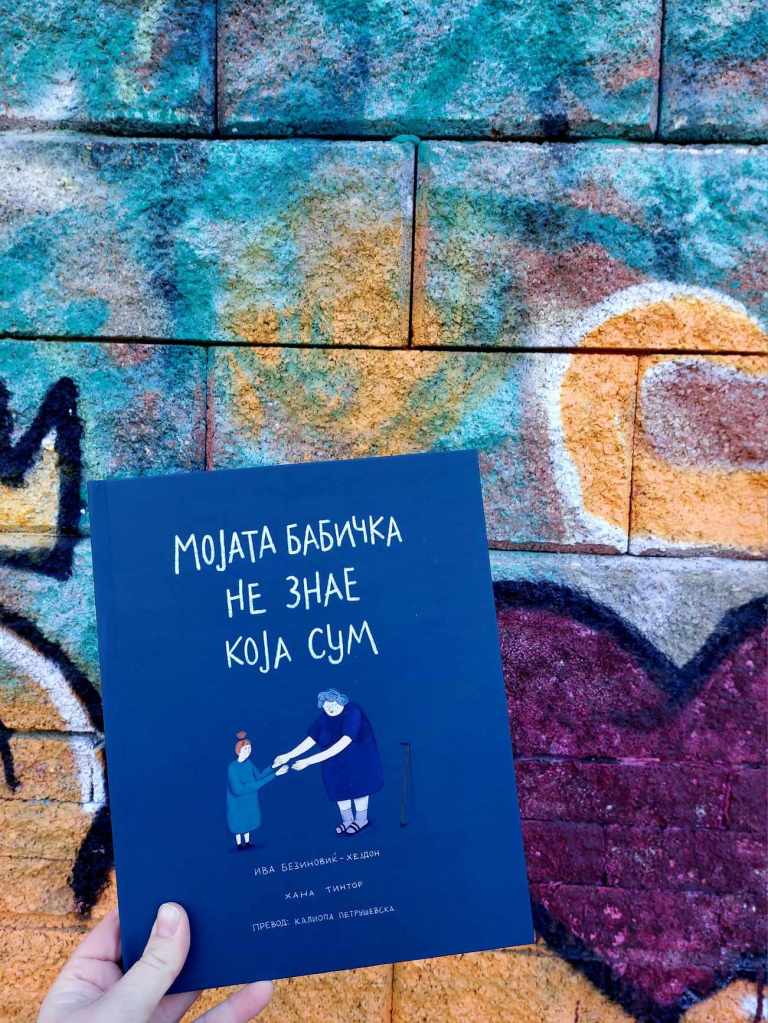 МОЈАТА БАБИЧКА
НЕ ЗНАЕ
КОЈА СУМ
ИВА БЕЗИНОВИЌ-ХЕЈДОН
ХАНА ТИНТОР
ПРЕВОД: КАЛИОПА ПЕТРУШЕВСКА